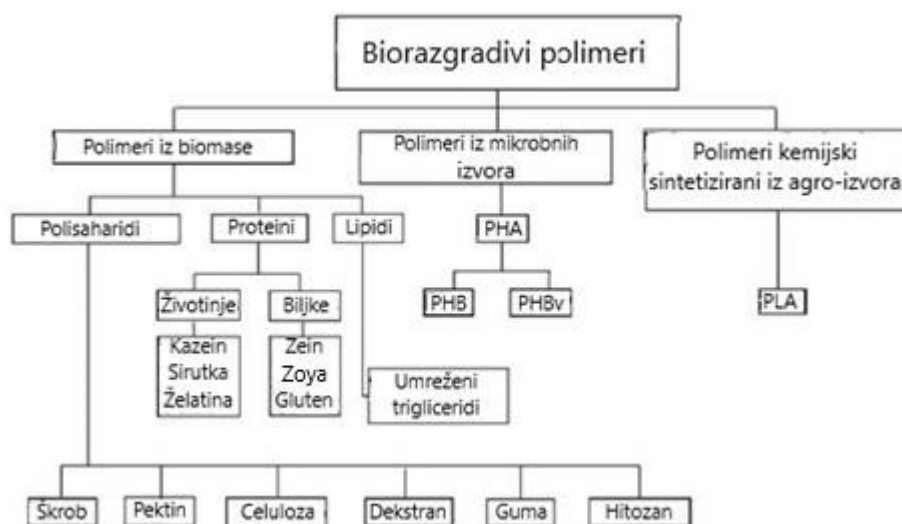 Biorazgradivi polimeri
Polimeri iz biomase
Polimeri iz mikrobnih
izvora
Polimeri kemijski
sintetizirani iz agro-izvora
Polisaharidi
Proteini
Lipidi
PHA
Životinje
Biljke
PHB
PHBv
PLA
Kazein
Sirutka
Želatina
Zein
Zoya
Gluten
Umreženi
trigliceridi
Škrob
Pektin
Celuloza
Dekstran
Guma
Hitozan